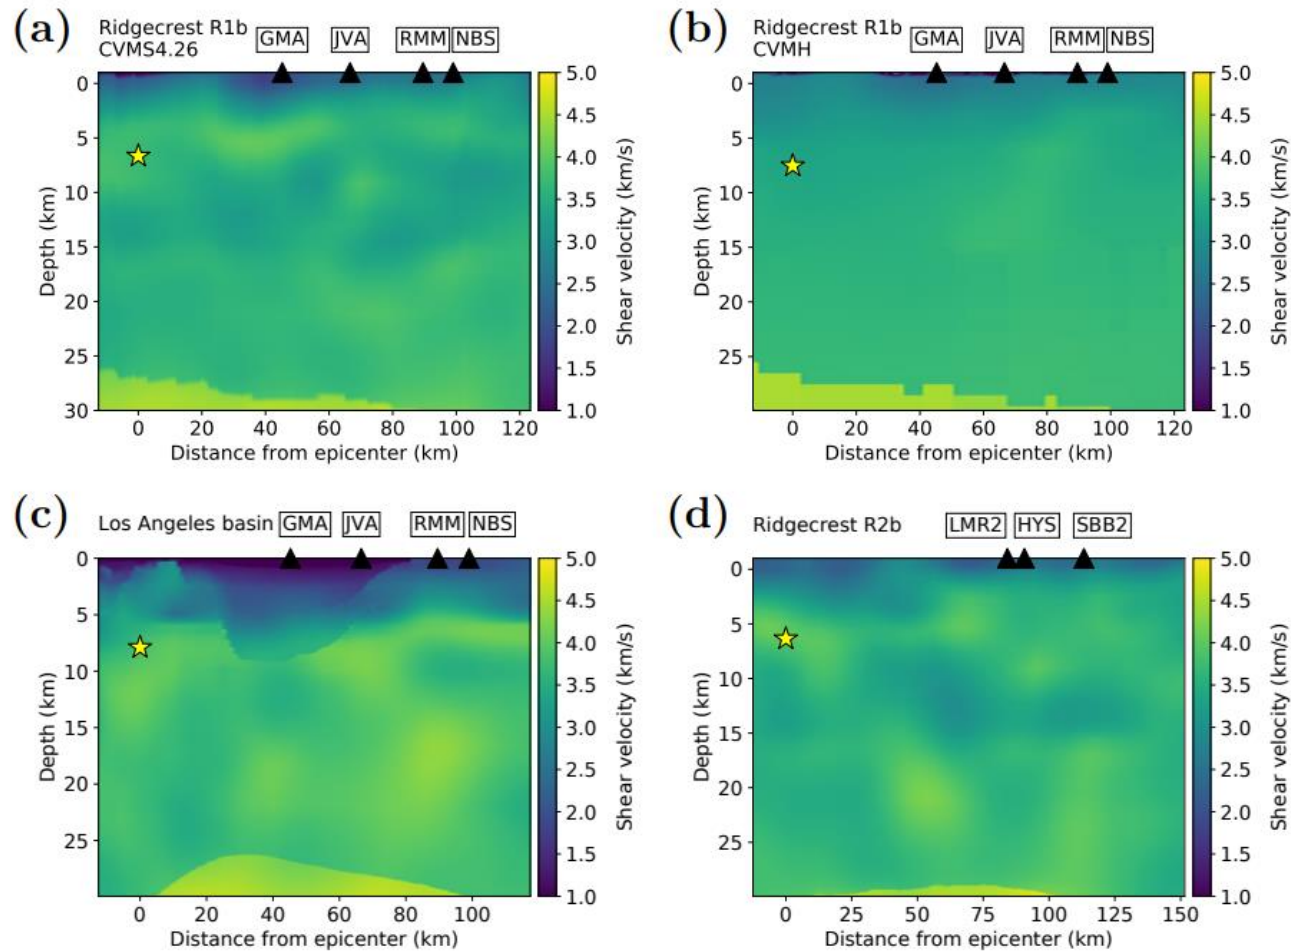 (a)
Ridgecrest R1b
CVMS4.26
GMA JVA RMM NBS
0
5
10
15
20
25
30
Depth (km)
0 20 40 60 80 100 120
Distance from epicenter (km)
5.0
4.5
4.0
3.5
3.0
2.5
2.0
1.5
1.0
Shear velocity (km/s)
(b)
Ridgecrest R1b
CVMH
GMA JVA RMM NBS
0
5
10
15
20
25
Depth (km)
0 20 40 60 80 100 120
Distance from epicenter (km)
5.0
4.5
4.0
3.5
3.0
2.5
2.0
1.5
1.0
Shear velocity (km/s)
(c)
Los Angeles basin GMA JVA RMM NBS
0
5
10
15
20
25
Depth (km)
0 20 40 60 80 100
Distance from epicenter (km)
5.0
4.5
4.0
3.5
3.0
2.5
2.0
1.5
1.0
Shear velocity (km/s)
(d)
Ridgecrest R2b LMR2 HYS SBB2
0
5
10
15
20
25
Depth (km)
0 25 50 75 100 125 150
Distance from epicenter (km)
5.0
4.5
4.0
3.5
3.0
2.5
2.0
1.5
1.0
Shear velocity (km/s)